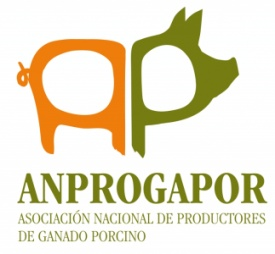 ANPROGAPOR
ASOCIACIÓN NACIONAL DE PRODUCTORES
DE GANADO PORCINO